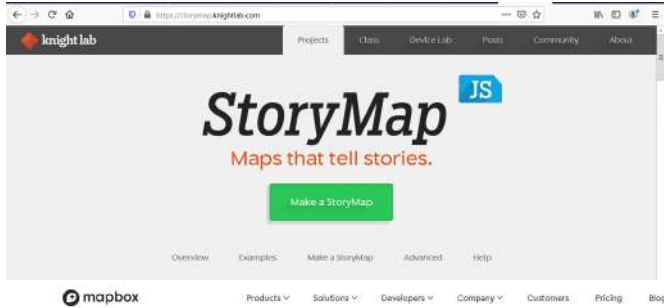 https://storymap.knightlab.com
knight lab Projects Class Device Lab Posts Community About
StoryMap JS
Maps that tell stories.
Make a StoryMap
Overview Examples Make a StoryMap Advanced Help
mapbox Products Solutions Developers Company Customers Pricing Blog